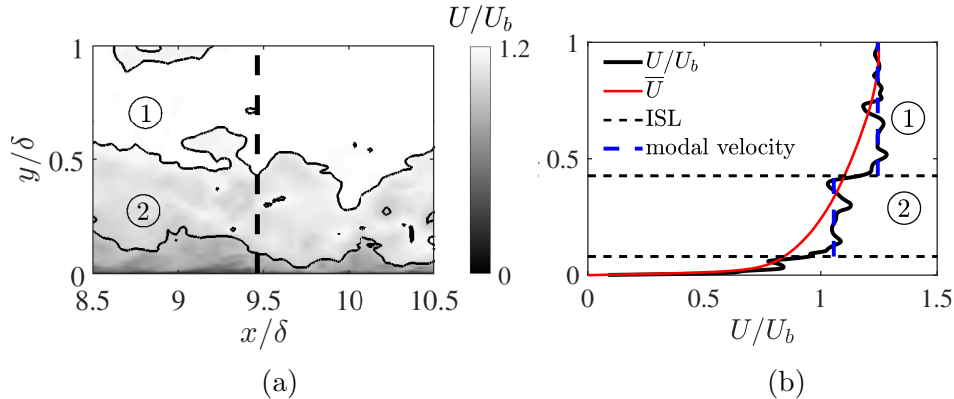 U/U_b
1.2
0
1
0.5
0
y/δ
①
②
8.5 9 9.5 10 10.5
x/δ
(a)
1
0.5
0
U/U_b
U̅
ISL
modal velocity
①
②
0 0.5 1 1.5
U/U_b
(b)